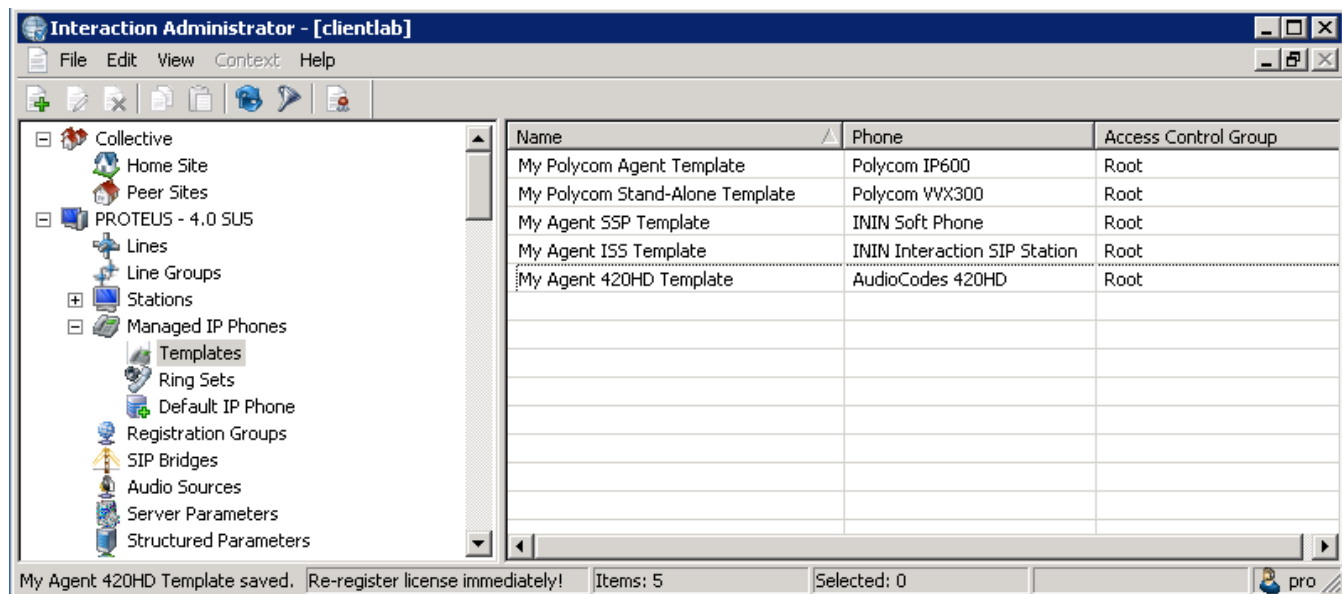 Interaction Administrator - [clientlab]
File Edit View Context Help
Collective
Home Site
Peer Sites
PROTEUS - 4.0 SU5
Lines
Line Groups
Stations
Managed IP Phones
Templates
Ring Sets
Default IP Phone
Registration Groups
SIP Bridges
Audio Sources
Server Parameters
Structured Parameters
Name Phone Access Control Group
My Polycom Agent Template Polycom IP600 Root
My Polycom Stand-Alone Template Polycom VVX300 Root
My Agent SSP Template ININ Soft Phone Root
My Agent ISS Template ININ Interaction SIP Station Root
My Agent 420HD Template AudioCodes 420HD Root
My Agent 420HD Template saved. Re-register license immediately! Items: 5 Selected: 0 pro